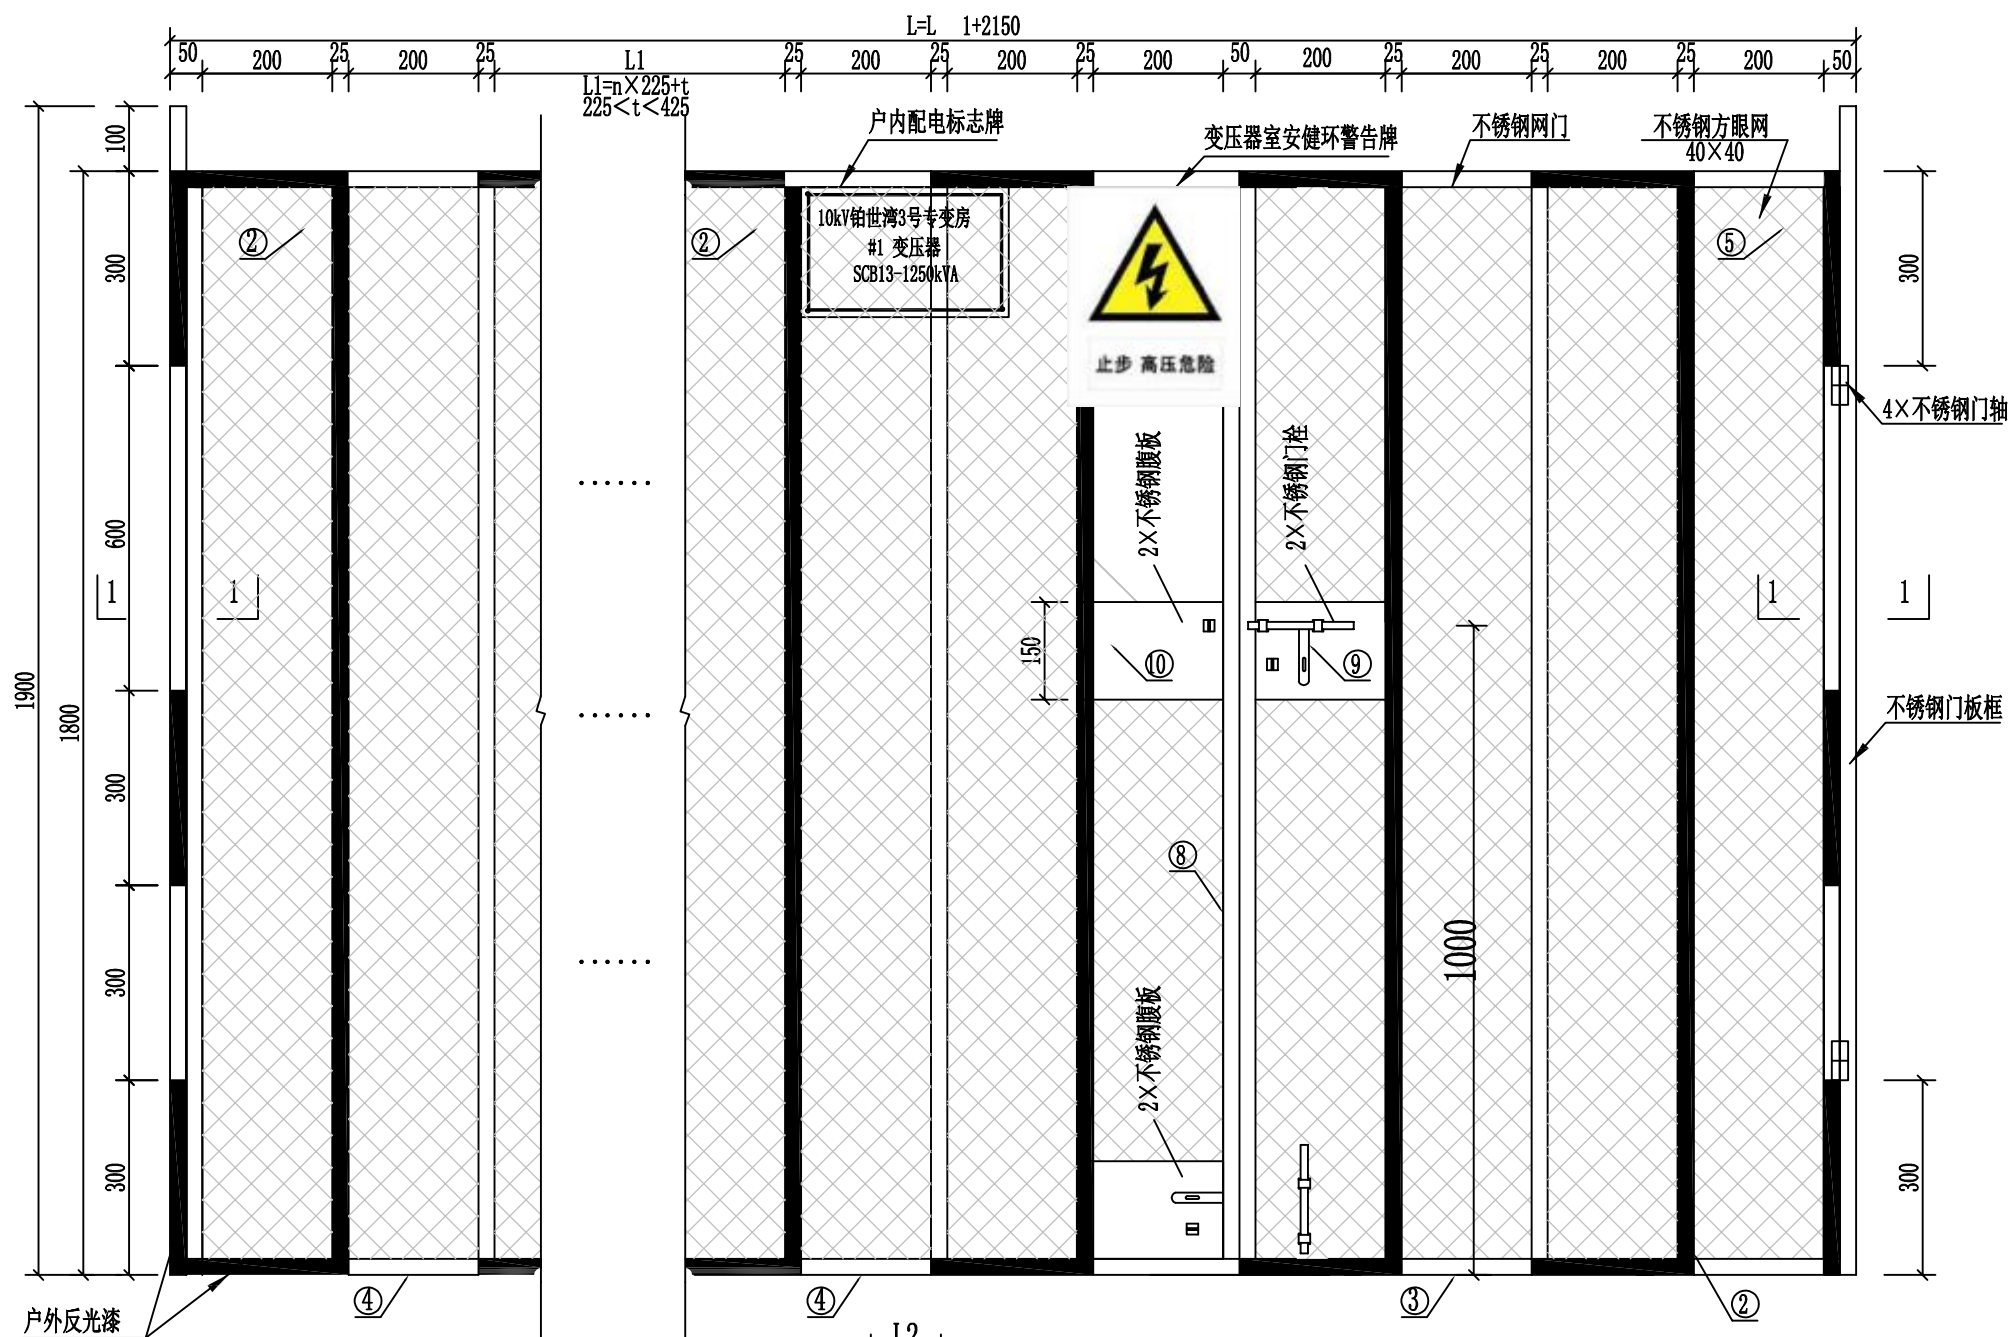 L=L 1+2150
50 200 25 200 25 L1 25 200 25 200 25 200 50 200 25 200 25 200 25 200 50
L1=n×225+t
225<t<425
户内配电标志牌
变压器室安健环警告牌
不锈钢网门
不锈钢方眼网
40×40
100
300
600
300
300
300
1900
1800
②
②
10kV铂世湾3号专变房
#1 变压器
SCB13-1250kVA
止步 高压危险
⑤
300
4×不锈钢门轴
2×不锈钢腹板
2×不锈钢门栓
······
1
1
1
1
150
⑩
⑨
不锈钢门板框
······
⑧
1000
······
2×不锈钢腹板
300
④
④
③
②
户外反光漆
L2